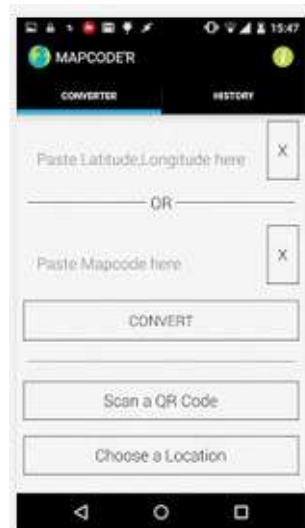 15:47
MAPCODER
CONVERTER HISTORY
Paste Latitude,Longitude here X
OR
Paste Mapcode here X
CONVERT
Scan a QR Code
Choose a Location